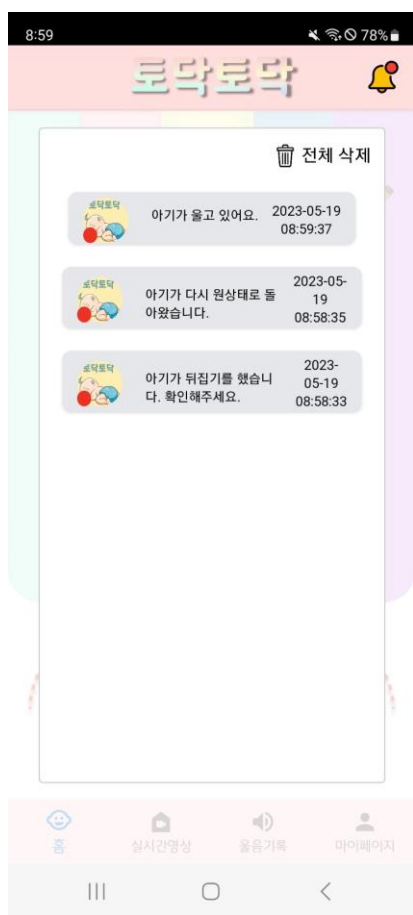 8:59
78%
토닥토닥
전체 삭제
토닥토닥
아기가 울고 있어요.
2023-05-19
08:59:37
토닥토닥
아기가 다시 원상태로 돌
아왔습니다.
2023-05-
19
08:58:35
토닥토닥
아기가 뒤집기를 했습니
다. 확인해주세요.
2023-
05-19
08:58:33
홈
실시간영상
울음기록
마이페이지